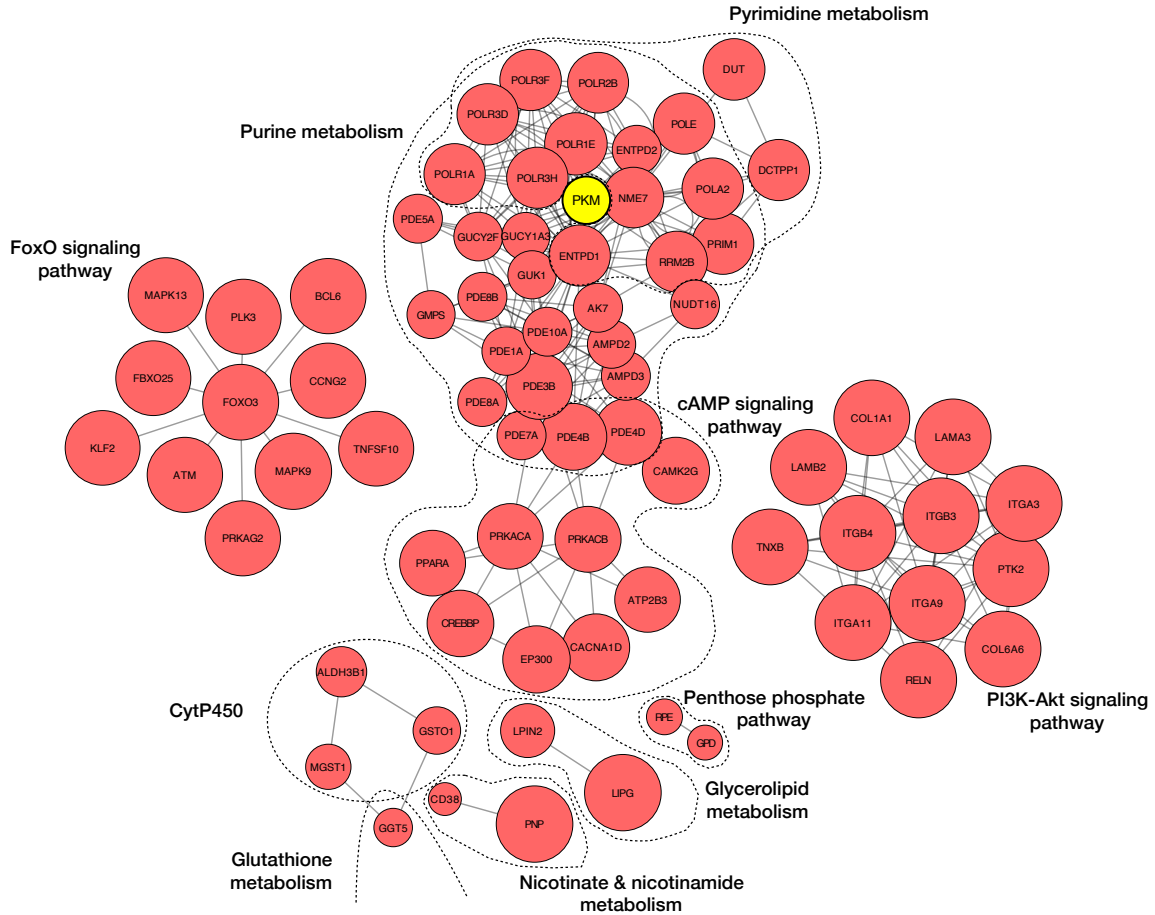 Pyrimidine metabolism
DUT
POLR3F
POLR2B
POLR3D
POLE
Purine metabolism
POLR1E
ENTPD2
DCTPP1
POLR1A
POLR3H
POLA2
PKM
NME7
PDE5A
GUCY2F
GUCY1A3
PRIM1
FoxO signaling
pathway
ENTPD1
RRM2B
GUK1
MAPK13
BCL6
PLK3
PDE8B
NUDT16
AK7
GMPS
PDE10A
AMPD2
PDE1A
FBXO25
CCNG2
AMPD3
PDE3B
FOXO3
PDE8A
cAMP signaling
pathway
COL1A1
LAMA3
KLF2
TNFSF10
PDE7A
PDE4B
PDE4D
CAMK2G
LAMB2
ATM
MAPK9
ITGA3
ITGB3
ITGB4
PRKAG2
PRKACA
PRKACB
TNXB
PPARA
PTK2
ATP2B3
ITGA9
CREBBP
ITGA11
EP300
CACNA1D
COL6A6
RELN
ALDH3B1
PI3K-Akt signaling
pathway
Penthose phosphate
pathway
CytP450
RPE
GPD
GSTO1
LPIN2
MGST1
LIPG
Glycerolipid
metabolism
CD38
PNP
GGT5
Glutathione
metabolism
Nicotinate & nicotinamide
metabolism